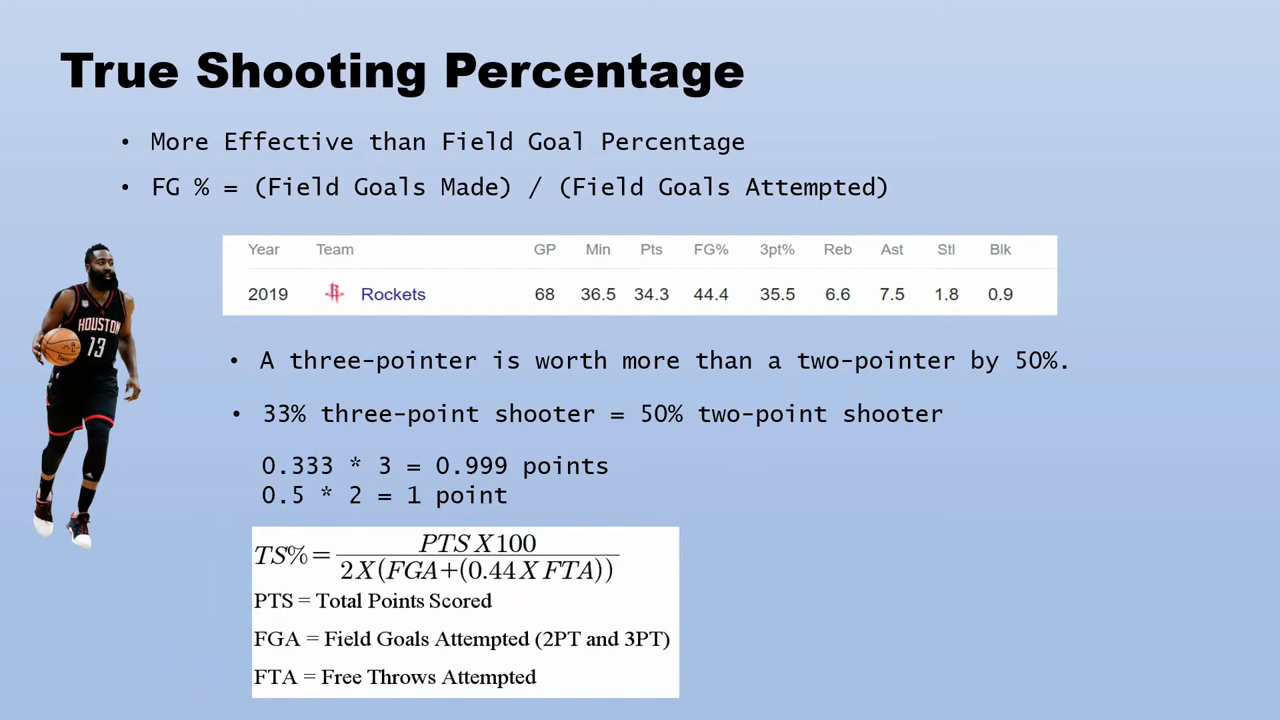 True Shooting Percentage
• More Effective than Field Goal Percentage
• FG % = (Field Goals Made) / (Field Goals Attempted)
Year Team GP Min Pts FG% 3pt% Reb Ast Stl Blk
2019 Rockets 68 36.5 34.3 44.4 35.5 6.6 7.5 1.8 0.9
HOUSTON
13
• A three-pointer is worth more than a two-pointer by 50%.
• 33% three-point shooter = 50% two-point shooter
0.333 * 3 = 0.999 points
0.5 * 2 = 1 point
TS% = PTS X 100
2 X (FGA+(0.44 X FTA))
PTS = Total Points Scored
FGA = Field Goals Attempted (2PT and 3PT)
FTA = Free Throws Attempted